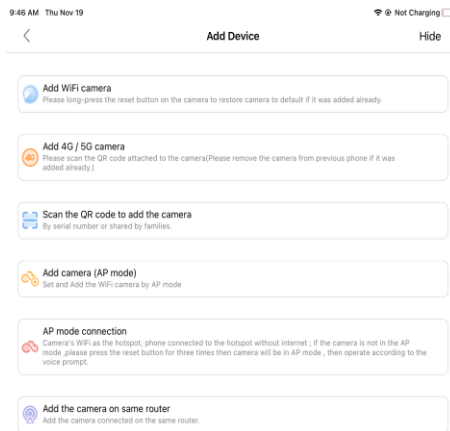 9:46 AM Thu Nov 19
Not Charging
Add Device
Hide
Add WiFi camera
Please long-press the reset button on the camera to restore camera to default if it was added already.
Add 4G / 5G camera
4G
Please scan the QR code attached to the camera(Please remove the camera from previous phone if it was
added already.)
Scan the QR code to add the camera
By serial number or shared by families.
Add camera (AP mode)
Set and Add the WiFi camera by AP mode
AP mode connection
Camera's WiFi as the hotspot, phone connected to the hotspot without internet ; If the camera is not in the AP
mode ,please press the reset button for three times then camera will be in AP mode , then operate according to the
voice prompt.
Add the camera on same router
Add the camera connected on the same router.